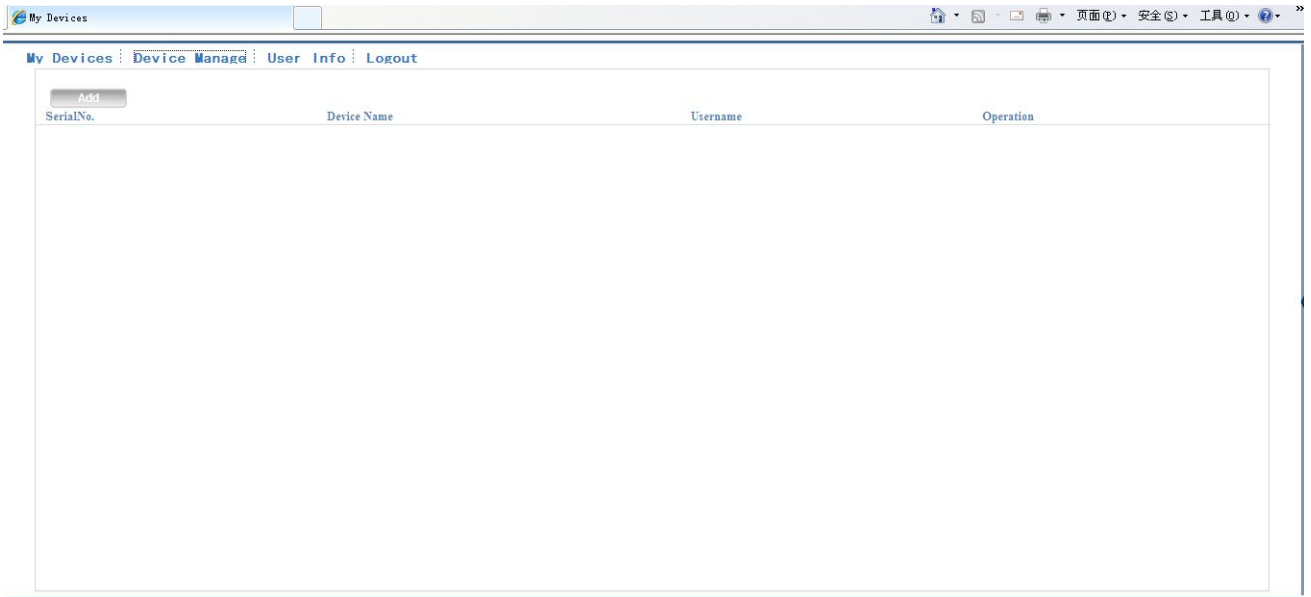 My Devices
页面(P) 安全(S) 工具(O) »
My Devices Device Manage User Info Logout
Add
SerialNo. Device Name Username Operation